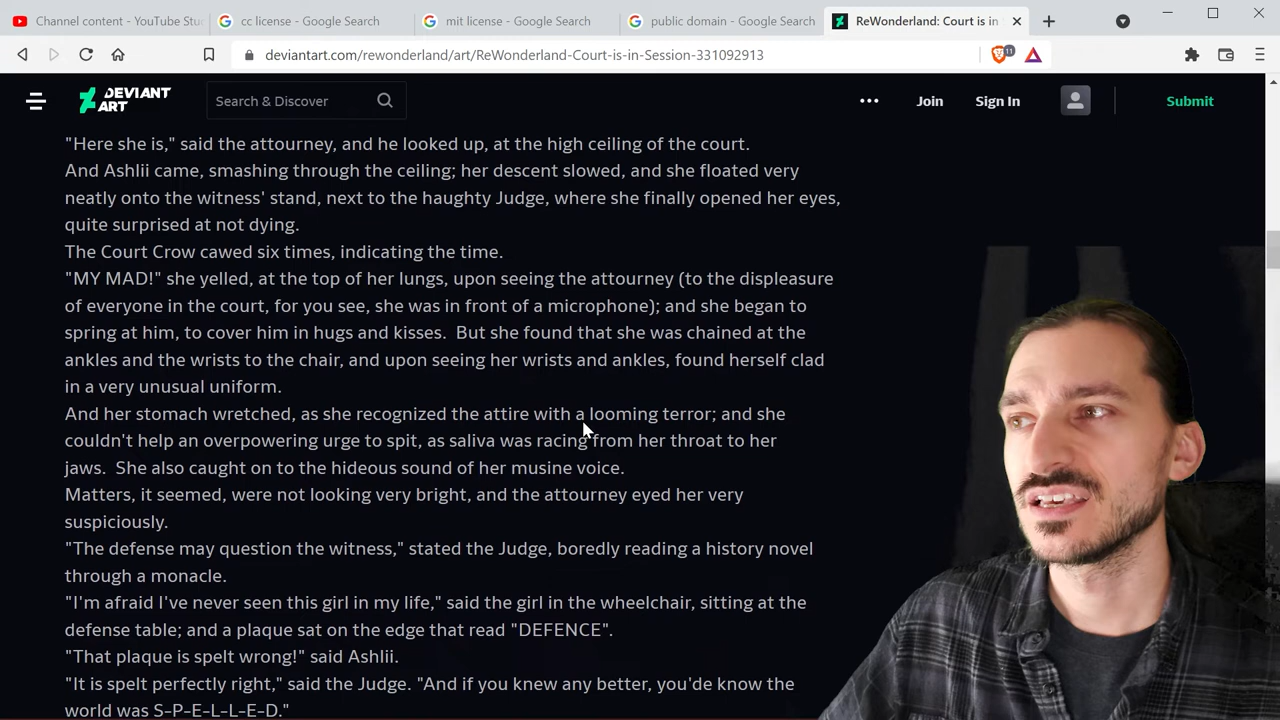 Channel content - YouTube Stu
cc license - Google Search
mit license - Google Search
public domain - Google Search
ReWonderland: Court is in
deviantart.com/rewonderland/art/ReWonderland-Court-is-in-Session-331092913
11
DEVIANT ART
Search & Discover
Join
Sign In
Submit
"Here she is," said the attourney, and he looked up, at the high ceiling of the court.
And Ashlii came, smashing through the ceiling; her descent slowed, and she floated very
neatly onto the witness' stand, next to the haughty Judge, where she finally opened her eyes,
quite surprised at not dying.
The Court Crow cawed six times, indicating the time.
"MY MAD!" she yelled, at the top of her lungs, upon seeing the attourney (to the displeasure
of everyone in the court, for you see, she was in front of a microphone); and she began to
spring at him, to cover him in hugs and kisses.  But she found that she was chained at the
ankles and the wrists to the chair, and upon seeing her wrists and ankles, found herself clad
in a very unusual uniform.
And her stomach wretched, as she recognized the attire with a looming terror; and she
couldn't help an overpowering urge to spit, as saliva was racing from her throat to her
jaws.  She also caught on to the hideous sound of her musine voice.
Matters, it seemed, were not looking very bright, and the attourney eyed her very
suspiciously.
"The defense may question the witness," stated the Judge, boredly reading a history novel
through a monacle.
"I'm afraid I've never seen this girl in my life," said the girl in the wheelchair, sitting at the
defense table; and a plaque sat on the edge that read "DEFENCE".
"That plaque is spelt wrong!" said Ashlii.
"It is spelt perfectly right," said the Judge. "And if you knew any better, you'de know the
world was S-P-E-L-L-E-D."